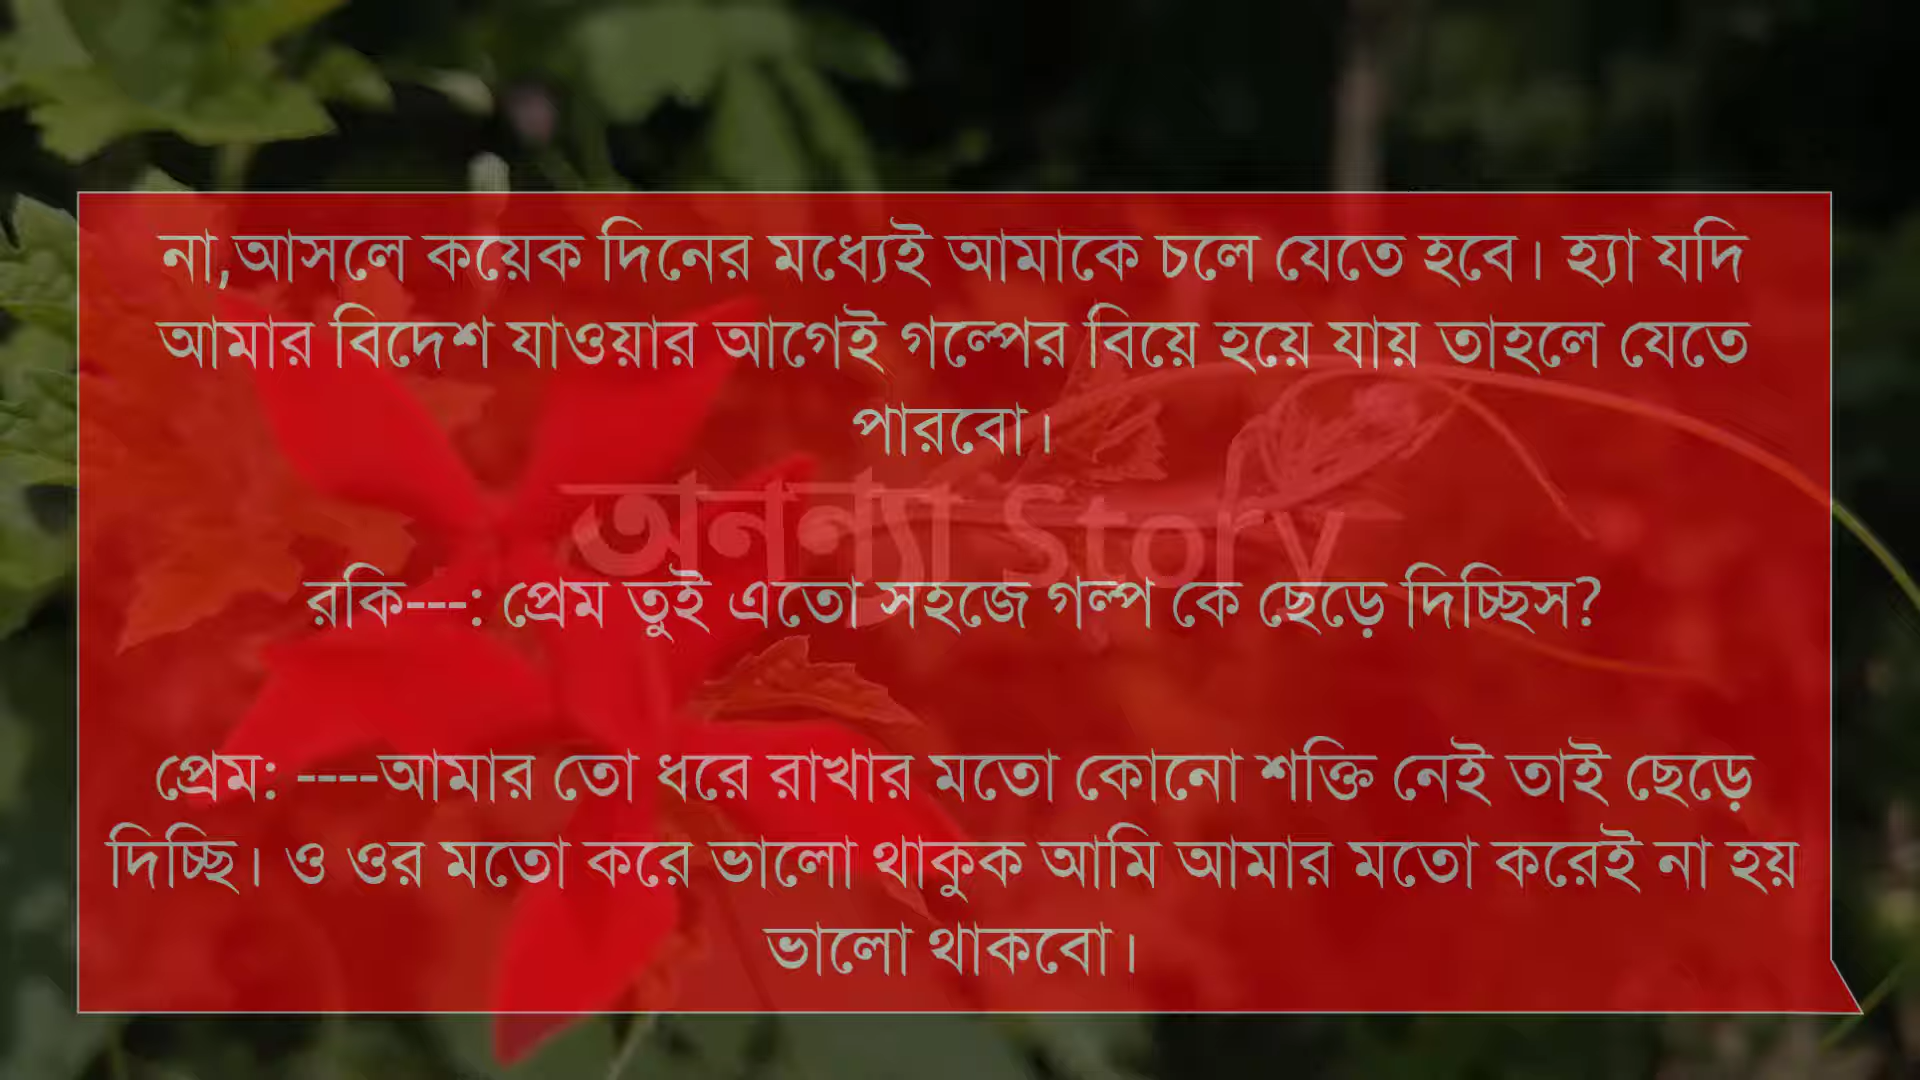 না,আসলে কয়েক দিনের মধ্যেই আমাকে চলে যেতে হবে। হ্যা যদি
আমার বিদেশ যাওয়ার আগেই গল্পের বিয়ে হয়ে যায় তাহলে যেতে
পারবো।
অনন্যা Story
রকি---: প্রেম তুই এতো সহজে গল্প কে ছেড়ে দিচ্ছিস?
প্রেম: ----আমার তো ধরে রাখার মতো কোনো শক্তি নেই তাই ছেড়ে
দিচ্ছি। ও ওর মতো করে ভালো থাকুক আমি আমার মতো করেই না হয়
ভালো থাকবো।